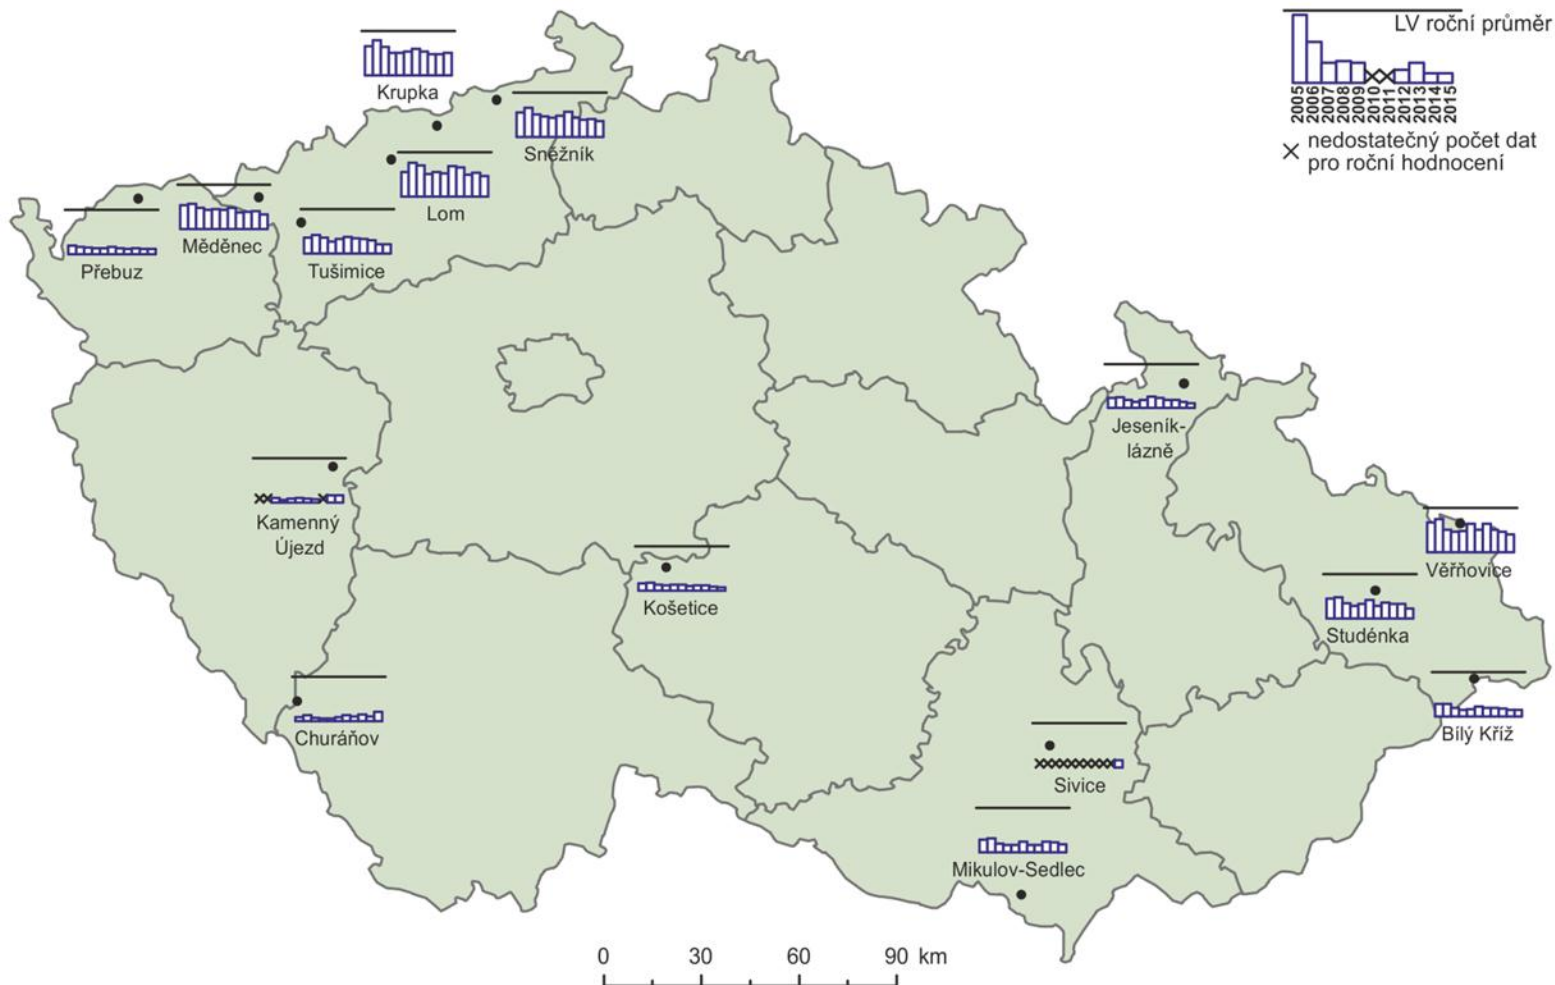 LV roční průměr
2005
2006
2007
2008
2009
2010
2011
2012
2013
2014
2015
nedostatečný počet dat
pro roční hodnocení
Krupka
Sněžník
Lom
Měděnec
Přebuz
Tušimice
Jeseník-
lázně
Kamenný
Újezd
Věřňovice
Košetice
Studénka
Churáňov
Bílý Kříž
Sivice
Mikulov-Sedlec
0 30 60 90 km